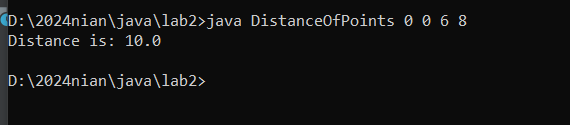 D:\2024nian\java\lab2>java DistanceOfPoints 0 0 6 8
Distance is: 10.0
D:\2024nian\java\lab2>